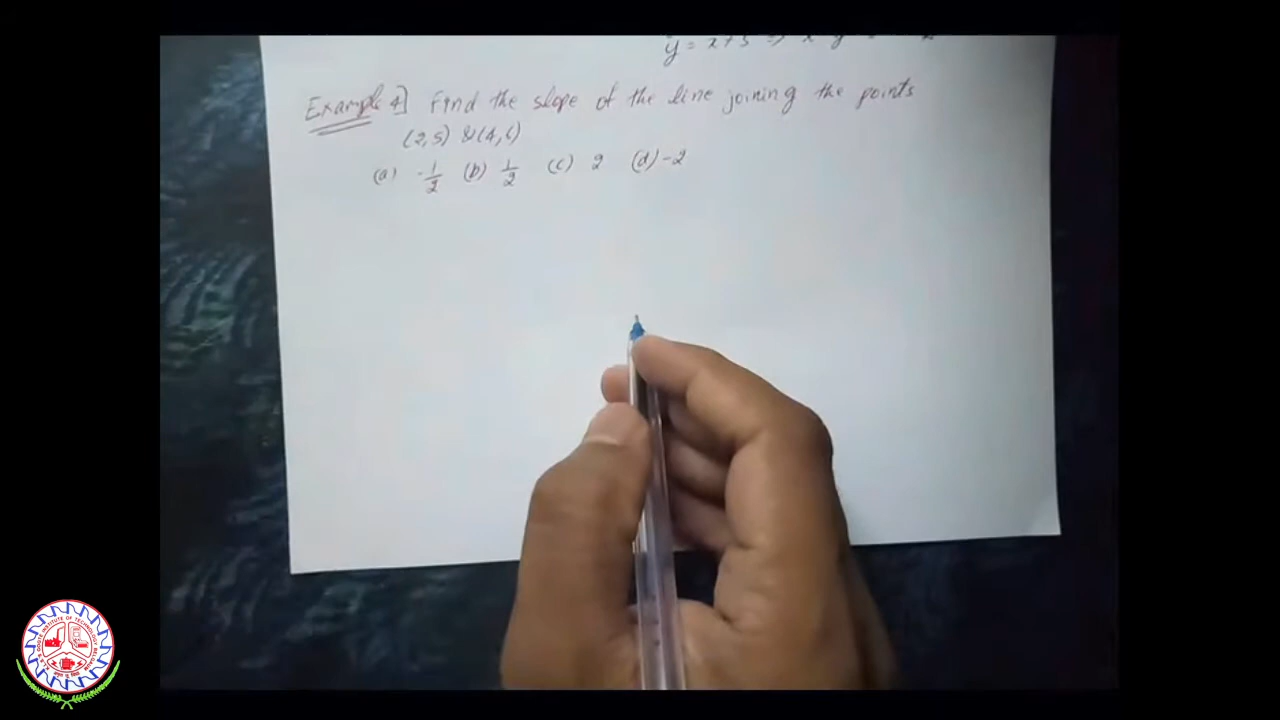 y = x+5 ⇒ x
Example 4] Find the slope of the line joining the points
(2,5) & (4,6)
(a) -1/2 (b) 1/2 (c) 2 (d) -2